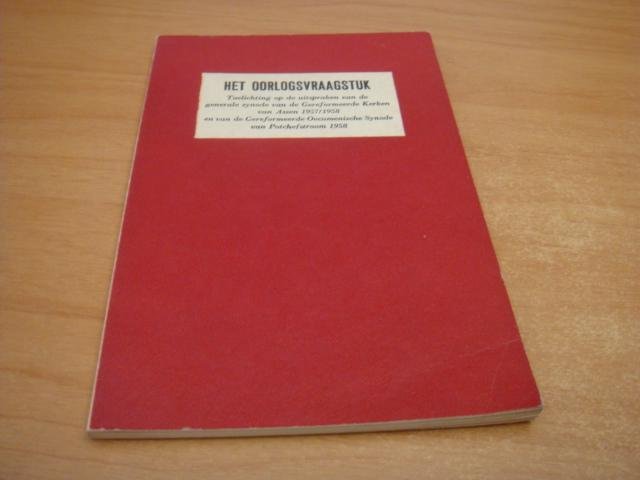 HET OORLOGSVRAAGSTUK
Toelichting op de uitspraken van de
generale synode van de Gereformeerde Kerken
van Assen 1957/1958
en van de Gereformeerde Oecumenische Synode
van Potchefstroom 1958